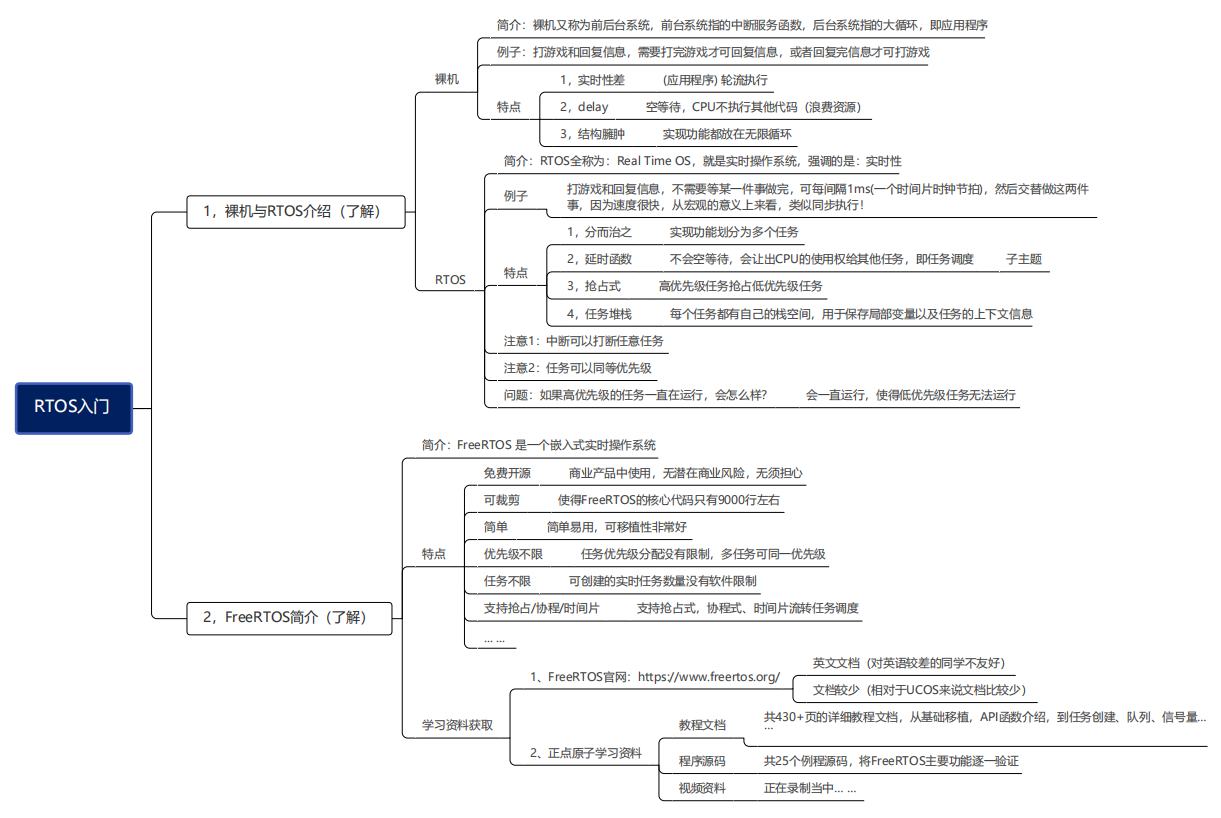 RTOS入门
1，裸机与RTOS介绍（了解）
裸机
简介：裸机又称为前后台系统，前台系统指的中断服务函数，后台系统指的大循环，即应用程序
例子：打游戏和回复信息，需要打完游戏才可回复信息，或者回复完信息才可打游戏
特点
1，实时性差
(应用程序) 轮流执行
2，delay
空等待，CPU不执行其他代码（浪费资源）
3，结构臃肿
实现功能都放在无限循环
RTOS
简介：RTOS全称为：Real Time OS，就是实时操作系统，强调的是：实时性
例子
打游戏和回复信息，不需要等某一件事做完，可每间隔1ms(一个时间片时钟节拍)，然后交替做这两件
事，因为速度很快，从宏观的意义上来看，类似同步执行！
特点
1，分而治之
实现功能划分为多个任务
2，延时函数
不会空等待，会让出CPU的使用权给其他任务，即任务调度
子主题
3，抢占式
高优先级任务抢占低优先级任务
4，任务堆栈
每个任务都有自己的栈空间，用于保存局部变量以及任务的上下文信息
注意1：中断可以打断任意任务
注意2：任务可以同等优先级
问题：如果高优先级的任务一直在运行，会怎么样？
会一直运行，使得低优先级任务无法运行
2，FreeRTOS简介（了解）
简介：FreeRTOS 是一个嵌入式实时操作系统
特点
免费开源
商业产品中使用，无潜在商业风险，无须担心
可裁剪
使得FreeRTOS的核心代码只有9000行左右
简单
简单易用，可移植性非常好
优先级不限
任务优先级分配没有限制，多任务可同一优先级
任务不限
可创建的实时任务数量没有软件限制
支持抢占/协程/时间片
支持抢占式，协程式、时间片流转任务调度
... ...
学习资料获取
1、FreeRTOS官网：https://www.freertos.org/
英文文档（对英语较差的同学不友好）
文档较少（相对于UCOS来说文档比较少）
2、正点原子学习资料
教程文档
共430+页的详细教程文档，从基础移植，API函数介绍，到任务创建、队列、信号量...
...
程序源码
共25个例程源码，将FreeRTOS主要功能逐一验证
视频资料
正在录制当中... ...